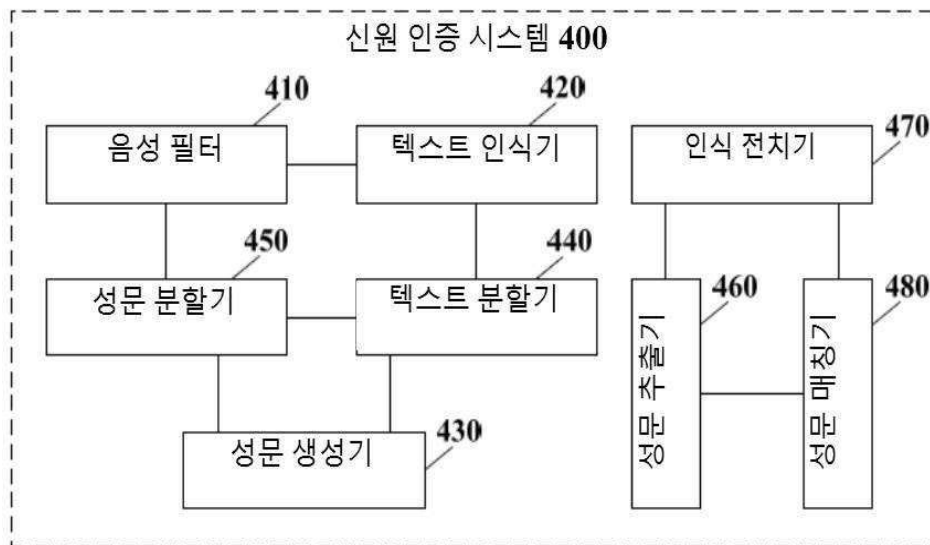 신원 인증 시스템 400
410
420
음성 필터
텍스트 인식기
인식 전치기
470
450
440
성문 분할기
텍스트 분할기
460
480
성문 추출기
성문 매칭기
성문 생성기
430